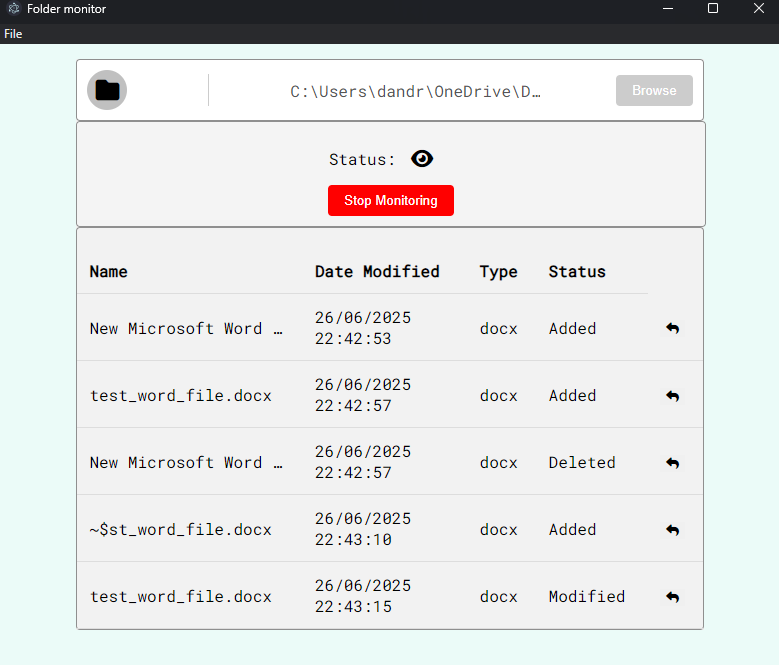 Folder monitor
File
C:\Users\dandr\OneDrive\D… Browse
Status:
Stop Monitoring
Name Date Modified Type Status
New Microsoft Word … 26/06/2025 22:42:53 docx Added
test_word_file.docx 26/06/2025 22:42:57 docx Added
New Microsoft Word … 26/06/2025 22:42:57 docx Deleted
~$st_word_file.docx 26/06/2025 22:43:10 docx Added
test_word_file.docx 26/06/2025 22:43:15 docx Modified